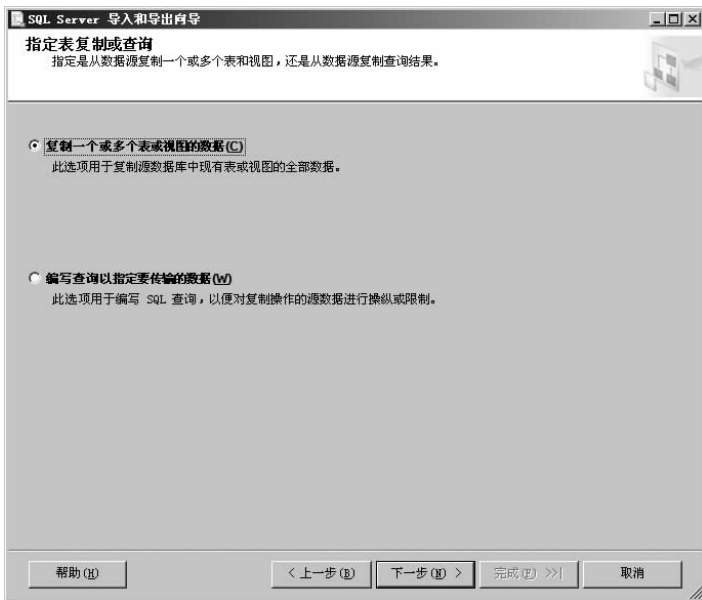 SQL Server 导入和导出向导
指定表复制或查询
指定是从数据源复制一个或多个表和视图，还是从数据源复制查询结果。
复制一个或多个表或视图的数据(C)
此选项用于复制源数据库中现有表或视图的全部数据。
编写查询以指定要传输的数据(W)
此选项用于编写 SQL 查询，以便对复制操作的源数据进行操纵或限制。
帮助(H)
< 上一步(B)
下一步(N) >
完成(F) >>|
取消